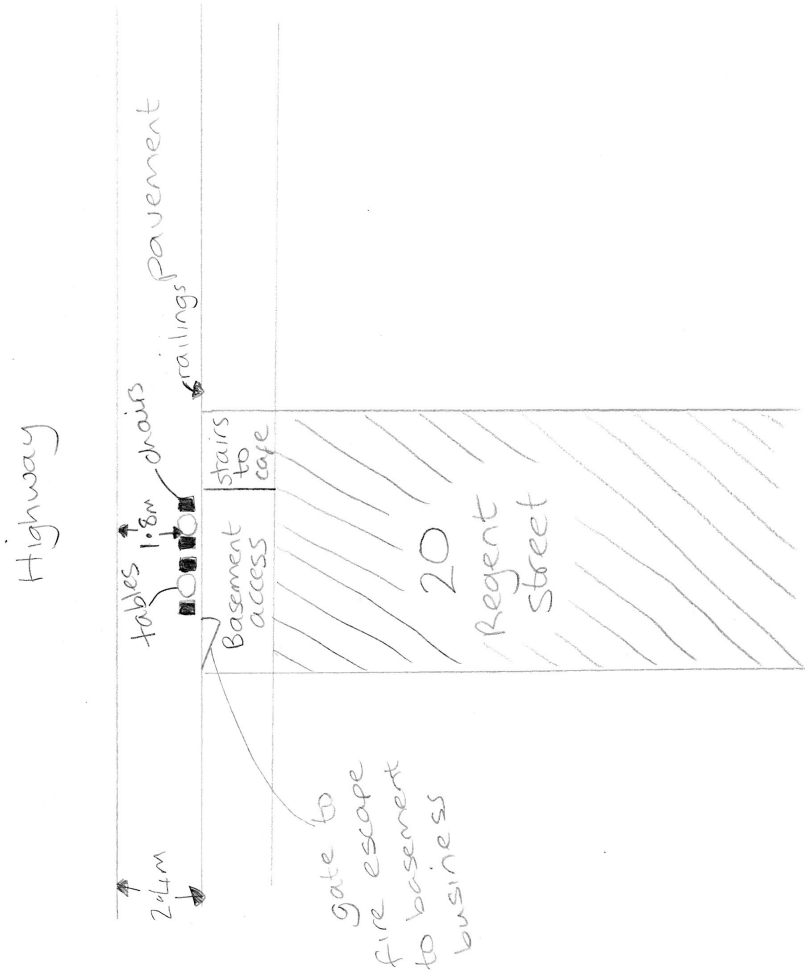 Highway
pavement
railings
chairs
1.8m
tables
2.4m
stairs
to
cafe
Basement
access
20
Regent
Street
gate to
fire escape
to basement
business